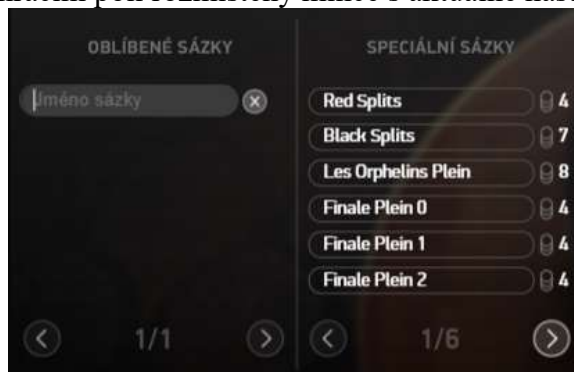 OBLÍBENÉ SÁZKY
Jméno sázky
1/1
SPECIÁLNÍ SÁZKY
Red Splits 4
Black Splits 7
Les Orphelins Plein 8
Finale Plein 0 4
Finale Plein 1 4
Finale Plein 2 4
1/6